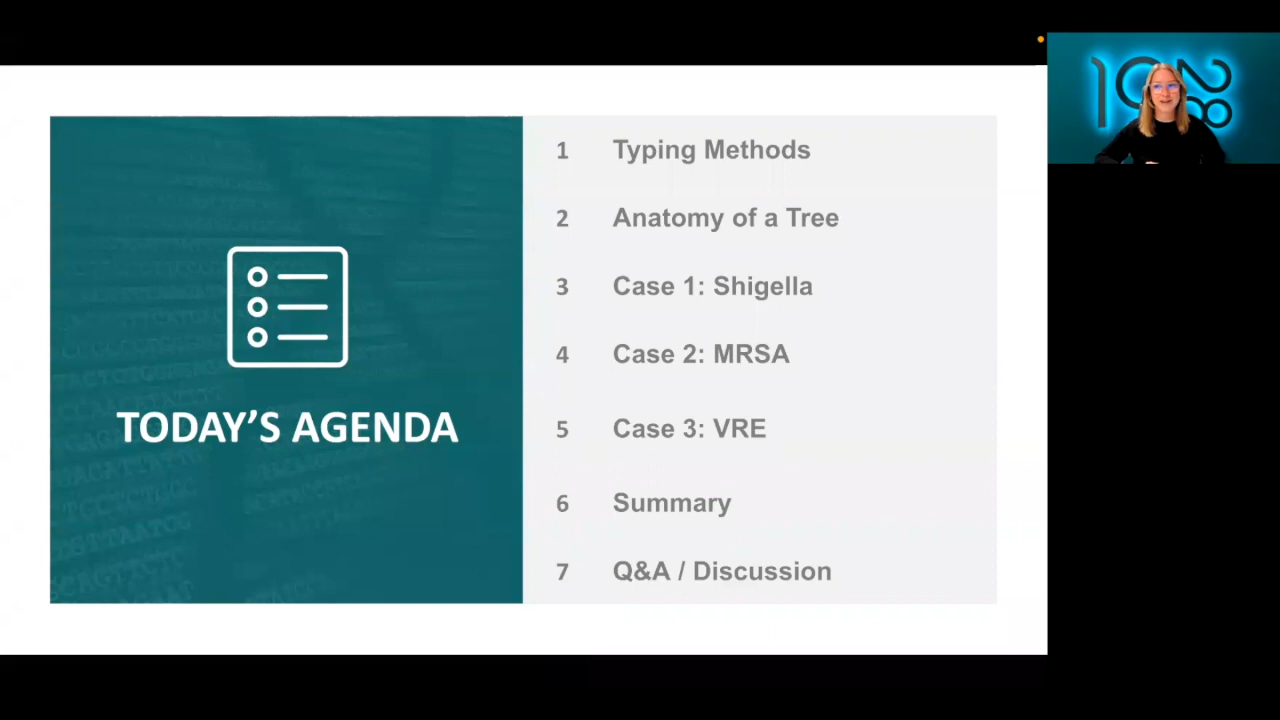 TODAY'S AGENDA
1 Typing Methods
2 Anatomy of a Tree
3 Case 1: Shigella
4 Case 2: MRSA
5 Case 3: VRE
6 Summary
7 Q&A / Discussion